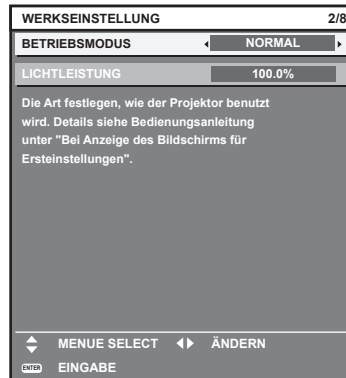 WERKSEINSTELLUNG 2/8
BETRIEBSMODUS NORMAL
LICHTLEISTUNG 100.0%
Die Art festlegen, wie der Projektor benutzt
wird. Details siehe Bedienungsanleitung
unter "Bei Anzeige des Bildschirms für
Ersteinstellungen".
MENUE SELECT ÄNDERN
ENTER EINGABE